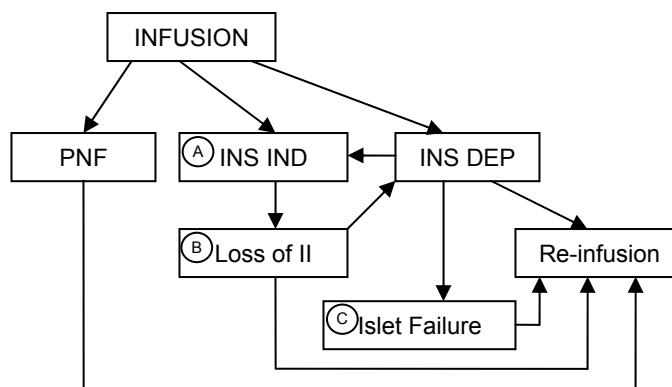 INFUSION
PNF
A INS IND
INS DEP
B Loss of II
Re-infusion
C Islet Failure